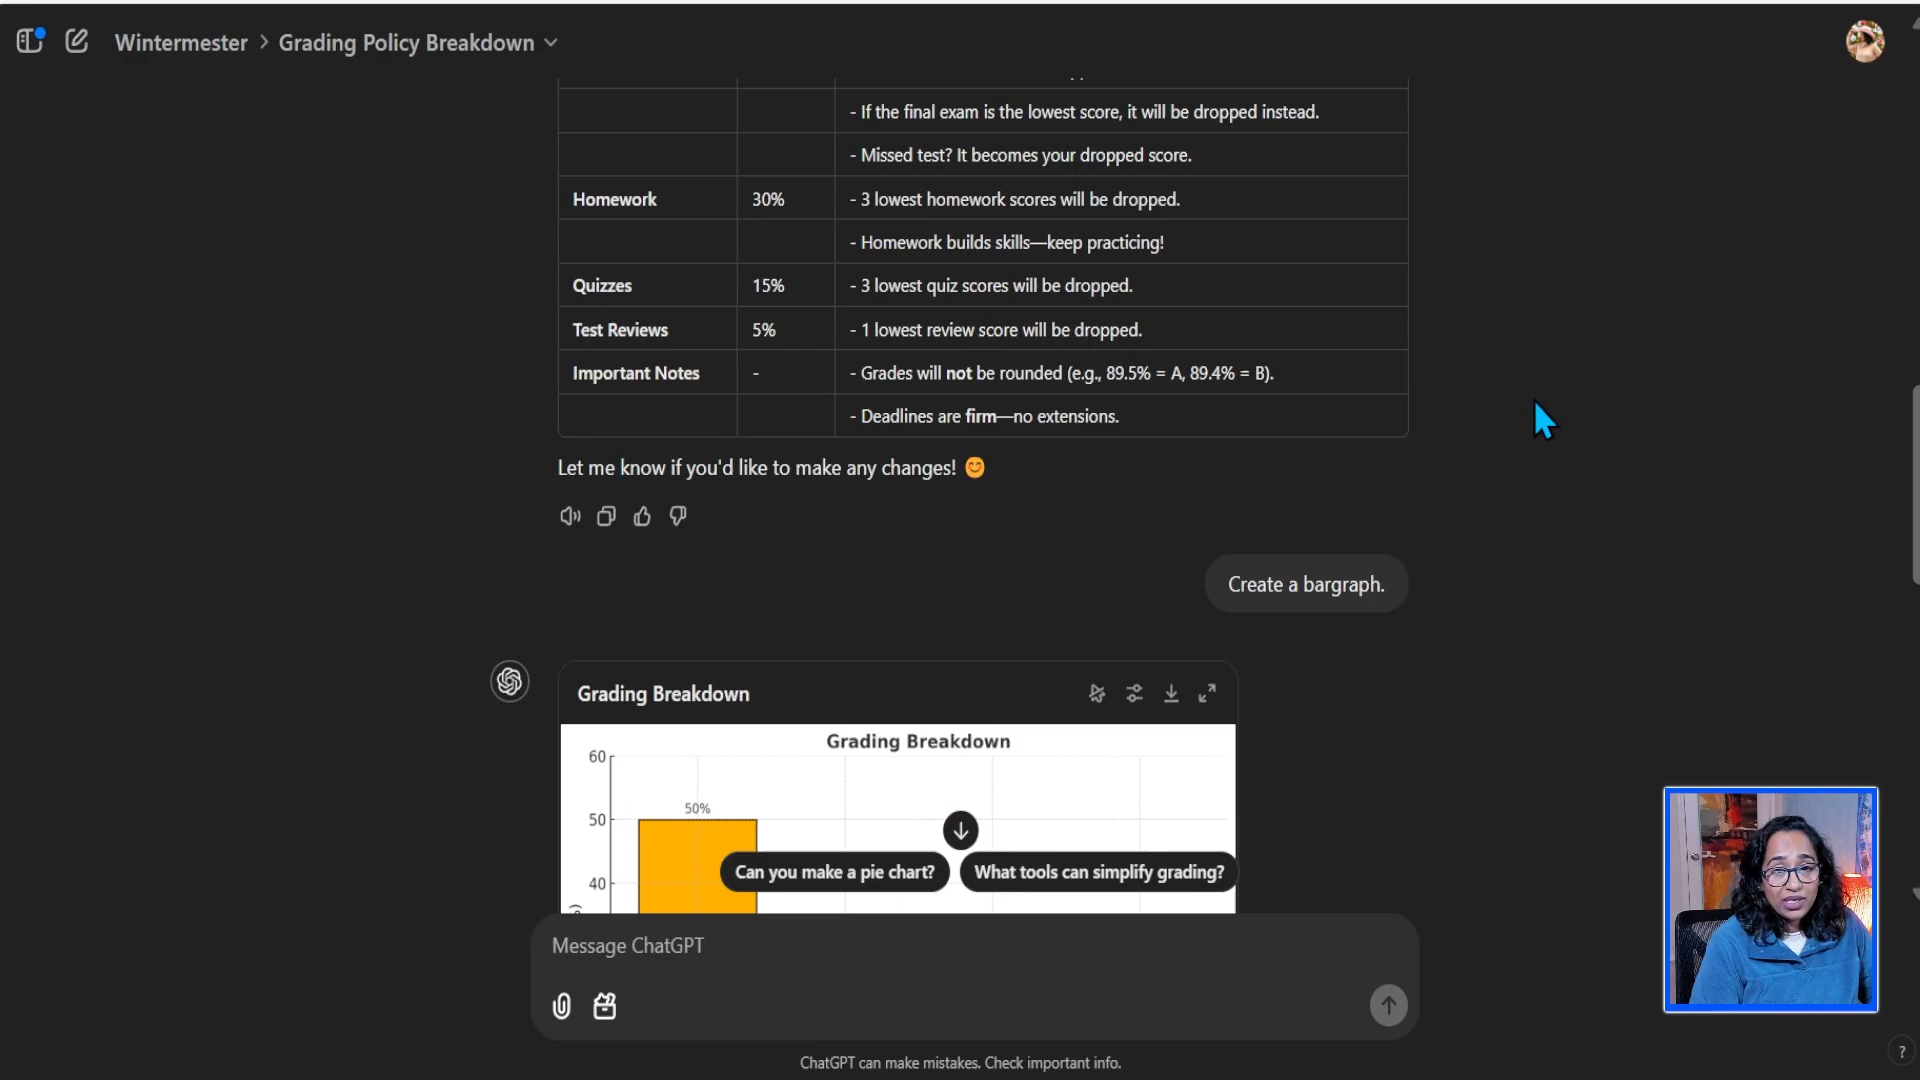 Wintermester > Grading Policy Breakdown
- If the final exam is the lowest score, it will be dropped instead.
- Missed test? It becomes your dropped score.
Homework 30% - 3 lowest homework scores will be dropped.
- Homework builds skills—keep practicing!
Quizzes 15% - 3 lowest quiz scores will be dropped.
Test Reviews 5% - 1 lowest review score will be dropped.
Important Notes - - Grades will not be rounded (e.g., 89.5% = A, 89.4% = B).
- Deadlines are firm—no extensions.
Let me know if you'd like to make any changes! 😊
Create a bargraph.
Grading Breakdown
Grading Breakdown
60
50%
50
Can you make a pie chart? What tools can simplify grading?
40
Message ChatGPT
ChatGPT can make mistakes. Check important info.
?